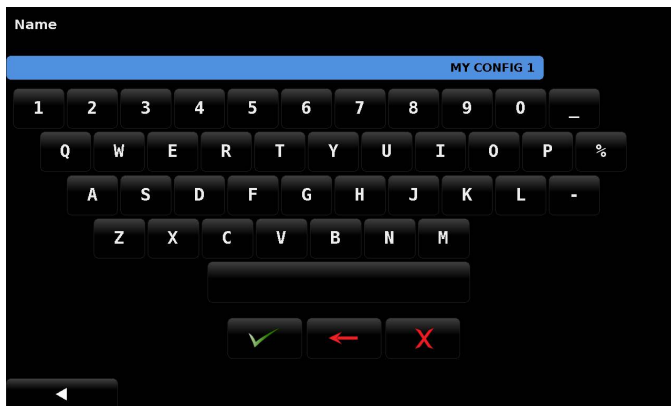 Name
MY CONFIG 1
1 2 3 4 5 6 7 8 9 0 _
Q W E R T Y U I O P %
A S D F G H J K L -
Z X C V B N M